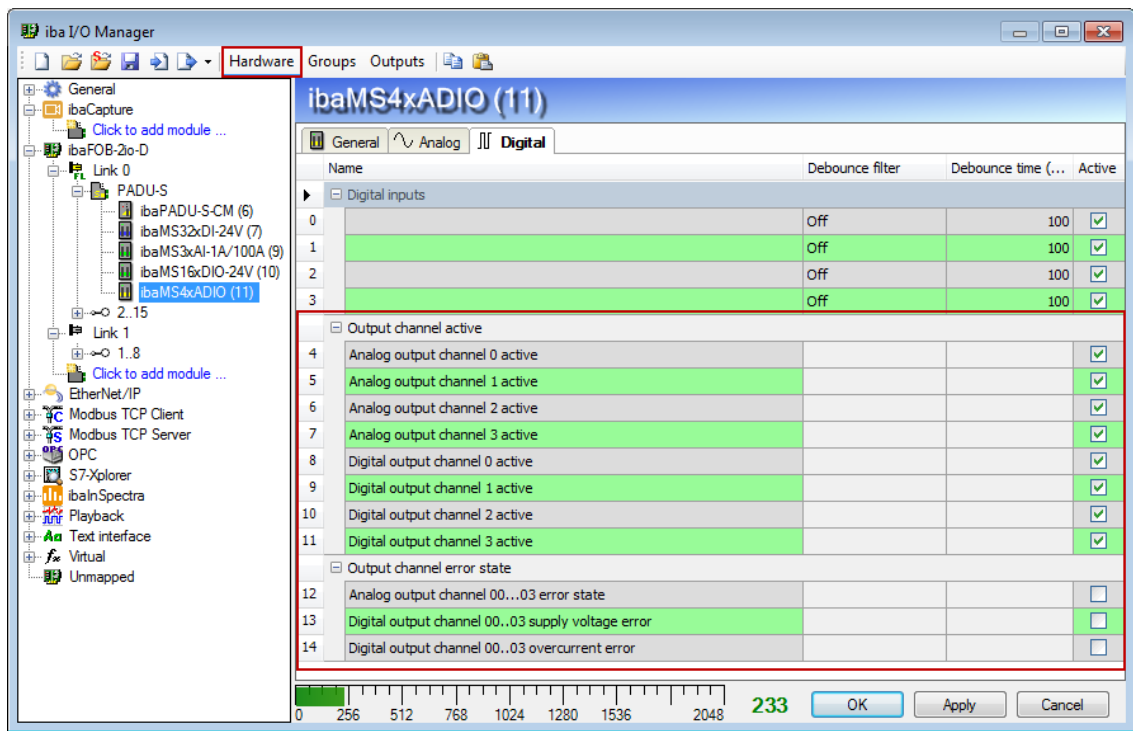 iba I/O Manager
Hardware Groups Outputs
General
ibaCapture
Click to add module ...
ibaFOB-2io-D
Link 0
PADU-S
ibaPADU-S-CM (6)
ibaMS32xDI-24V (7)
ibaMS3xAI-1A/100A (9)
ibaMS16xDIO-24V (10)
ibaMS4xADIO (11)
2..15
Link 1
1..8
Click to add module ...
EtherNet/IP
Modbus TCP Client
Modbus TCP Server
OPC
S7-Xplorer
ibaInSpectra
Playback
Text interface
Virtual
Unmapped
ibaMS4xADIO (11)
General Analog Digital
Name Debounce filter Debounce time (... Active
Digital inputs
0 Off 100
1 Off 100
2 Off 100
3 Off 100
Output channel active
4 Analog output channel 0 active
5 Analog output channel 1 active
6 Analog output channel 2 active
7 Analog output channel 3 active
8 Digital output channel 0 active
9 Digital output channel 1 active
10 Digital output channel 2 active
11 Digital output channel 3 active
Output channel error state
12 Analog output channel 00...03 error state
13 Digital output channel 00..03 supply voltage error
14 Digital output channel 00..03 overcurrent error
0 256 512 768 1024 1280 1536 2048
233 OK Apply Cancel